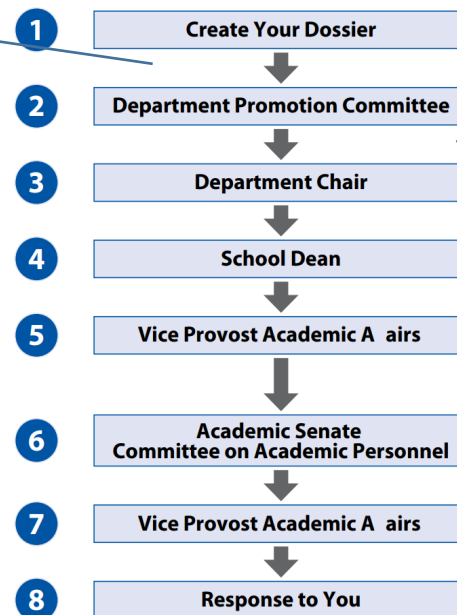 1 Create Your Dossier
2 Department Promotion Committee
3 Department Chair
4 School Dean
5 Vice Provost Academic A airs
6 Academic Senate
Committee on Academic Personnel
7 Vice Provost Academic A airs
8 Response to You